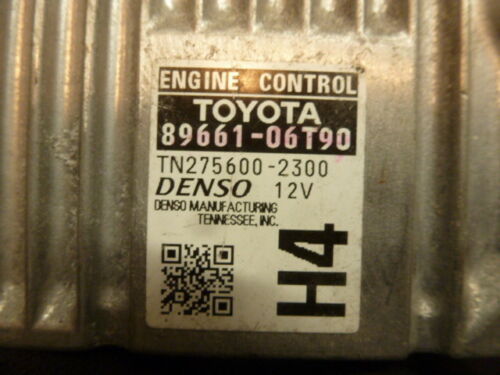 ENGINE CONTROL
TOYOTA
89661-06T90
TN275600-2300
DENSO 12V
DENSO MANUFACTURING
TENNESSEE, INC.
H4